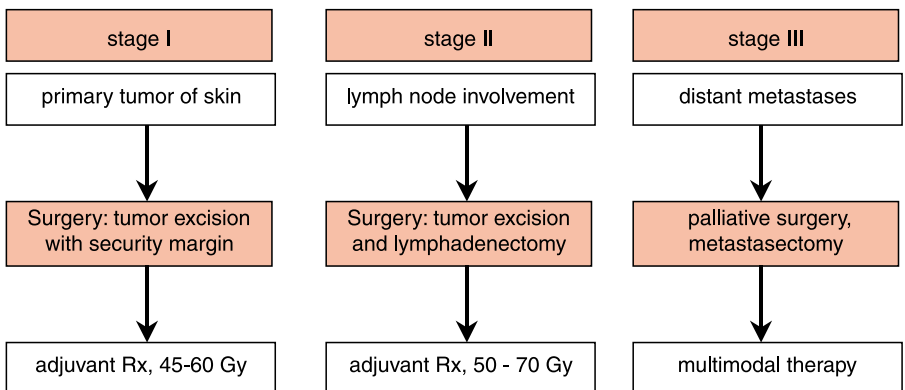 stage I
stage II
stage III
primary tumor of skin
lymph node involvement
distant metastases
Surgery: tumor excision
with security margin
Surgery: tumor excision
and lymphadenectomy
palliative surgery,
metastasectomy
adjuvant Rx, 45-60 Gy
adjuvant Rx, 50 - 70 Gy
multimodal therapy